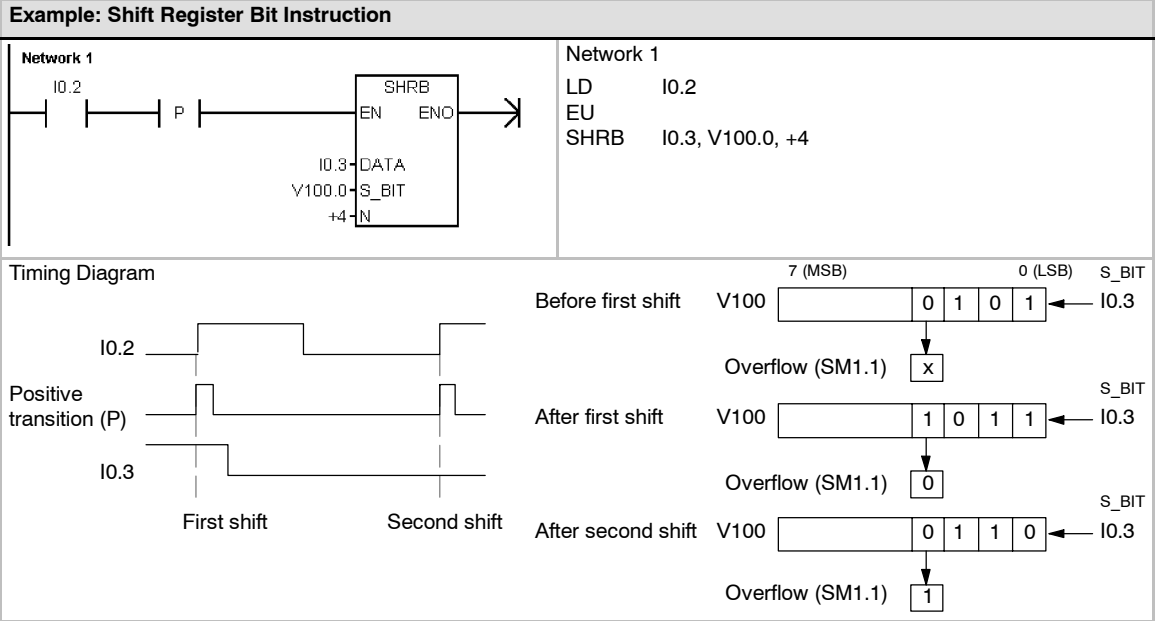 Example: Shift Register Bit Instruction
Network 1
I0.2
P
SHRB
EN ENO
I0.3 DATA
V100.0 S_BIT
+4 N
Network 1
LD I0.2
EU
SHRB I0.3, V100.0, +4
Timing Diagram
I0.2
Positive
transition (P)
I0.3
First shift Second shift
7 (MSB) 0 (LSB) S_BIT
Before first shift V100 0 1 0 1 I0.3
Overflow (SM1.1) x
S_BIT
After first shift V100 1 0 1 1 I0.3
Overflow (SM1.1) 0
S_BIT
After second shift V100 0 1 1 0 I0.3
Overflow (SM1.1) 1